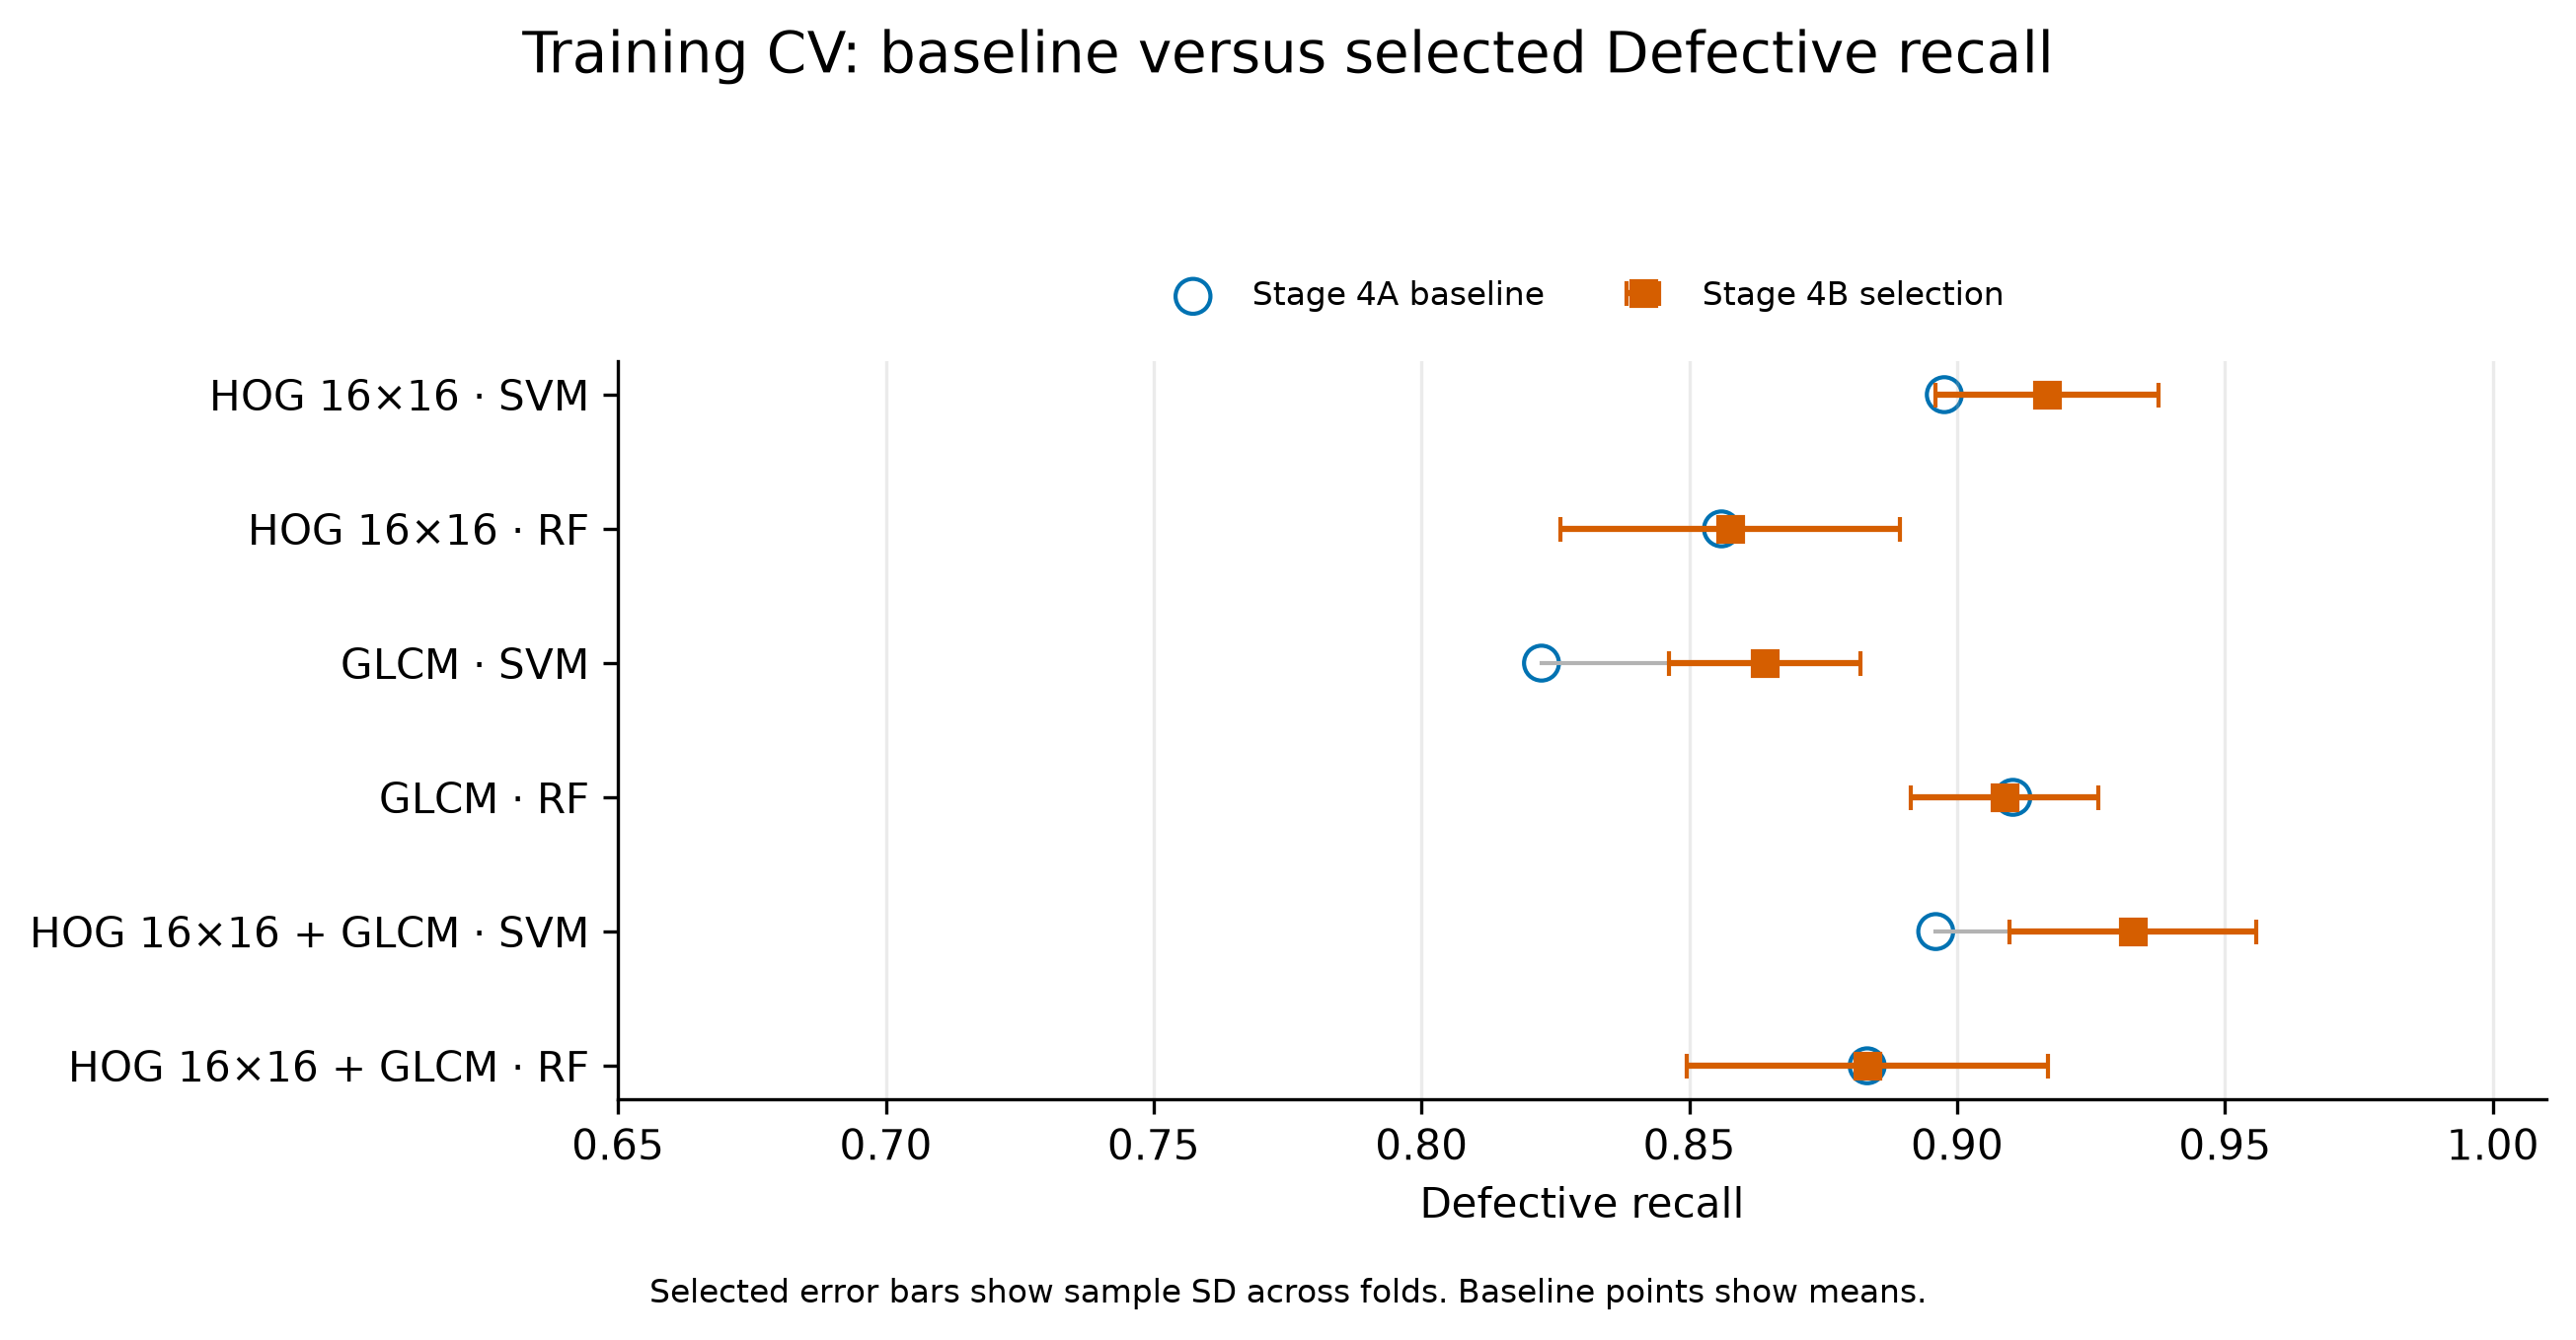 Training CV: baseline versus selected Defective recall
Stage 4A baseline
Stage 4B selection
HOG 16×16 · SVM
HOG 16×16 · RF
GLCM · SVM
GLCM · RF
HOG 16×16 + GLCM · SVM
HOG 16×16 + GLCM · RF
0.65 0.70 0.75 0.80 0.85 0.90 0.95 1.00
Defective recall
Selected error bars show sample SD across folds. Baseline points show means.